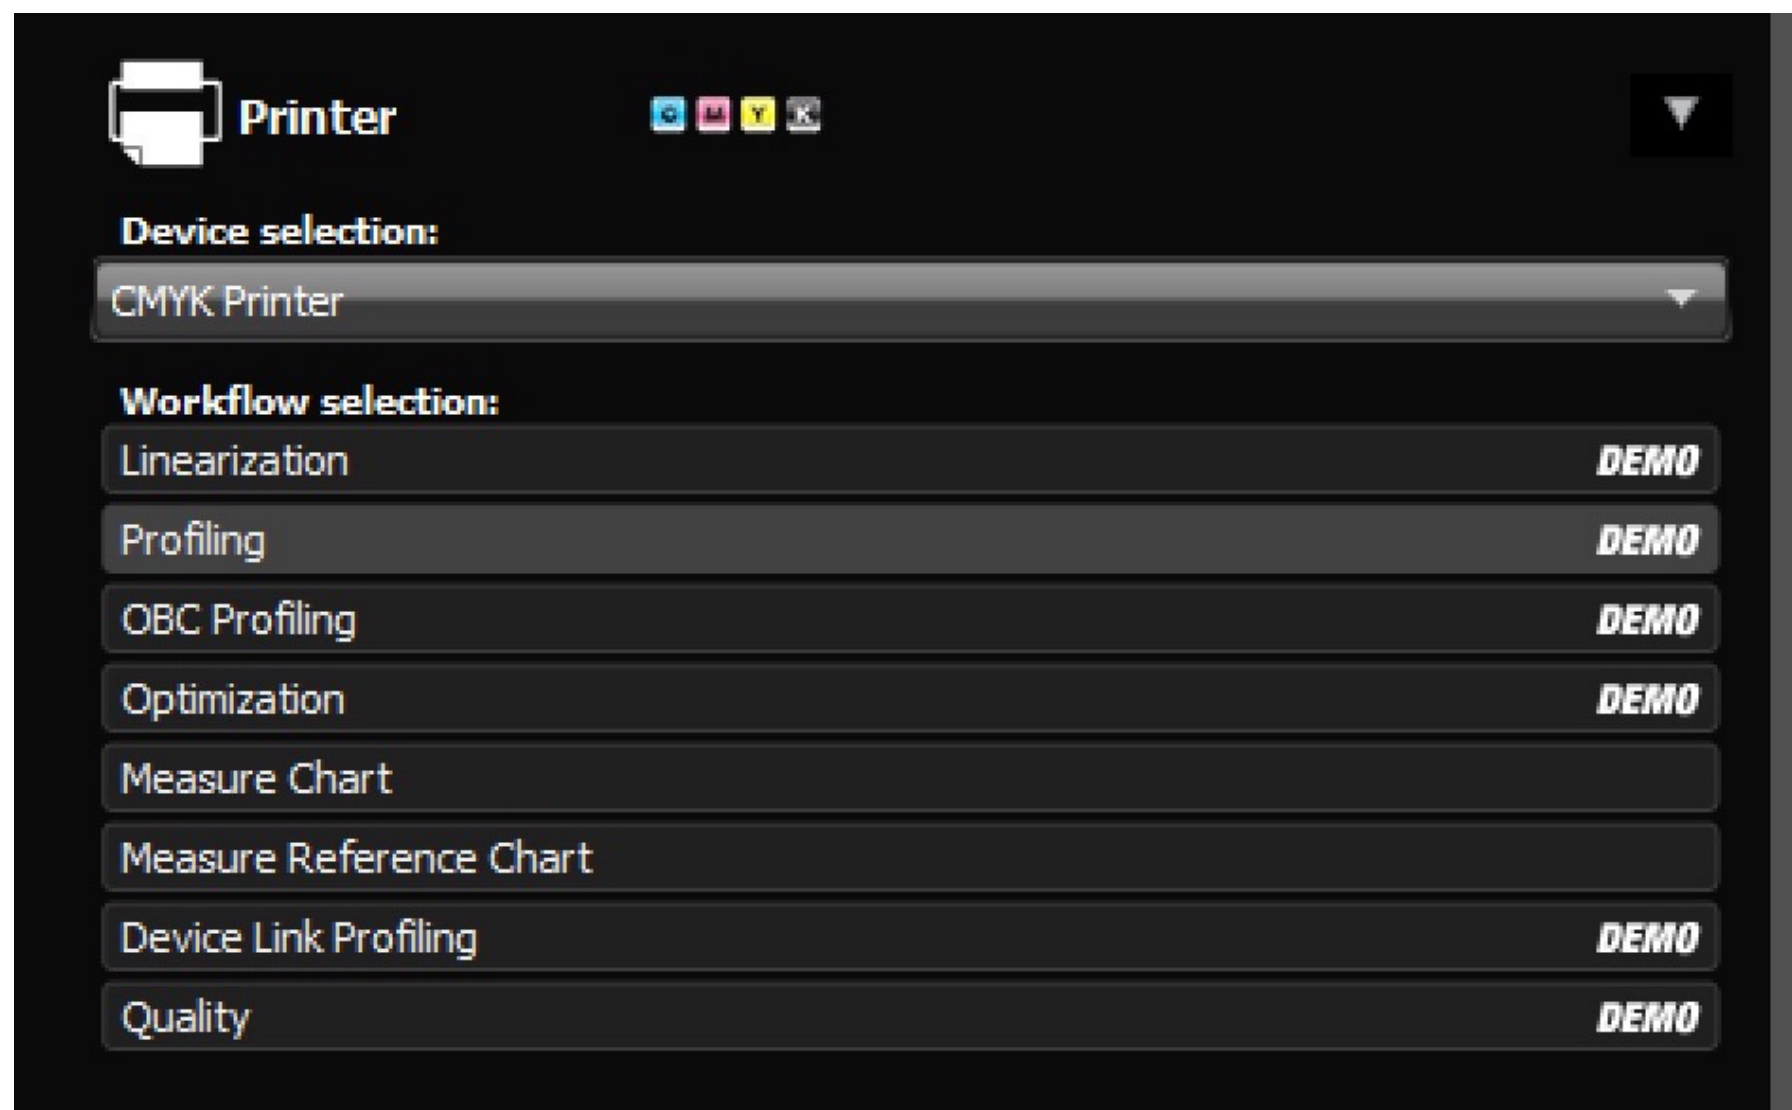 Printer C M Y K
Device selection:
CMYK Printer
Workflow selection:
Linearization DEMO
Profiling DEMO
OBC Profiling DEMO
Optimization DEMO
Measure Chart
Measure Reference Chart
Device Link Profiling DEMO
Quality DEMO